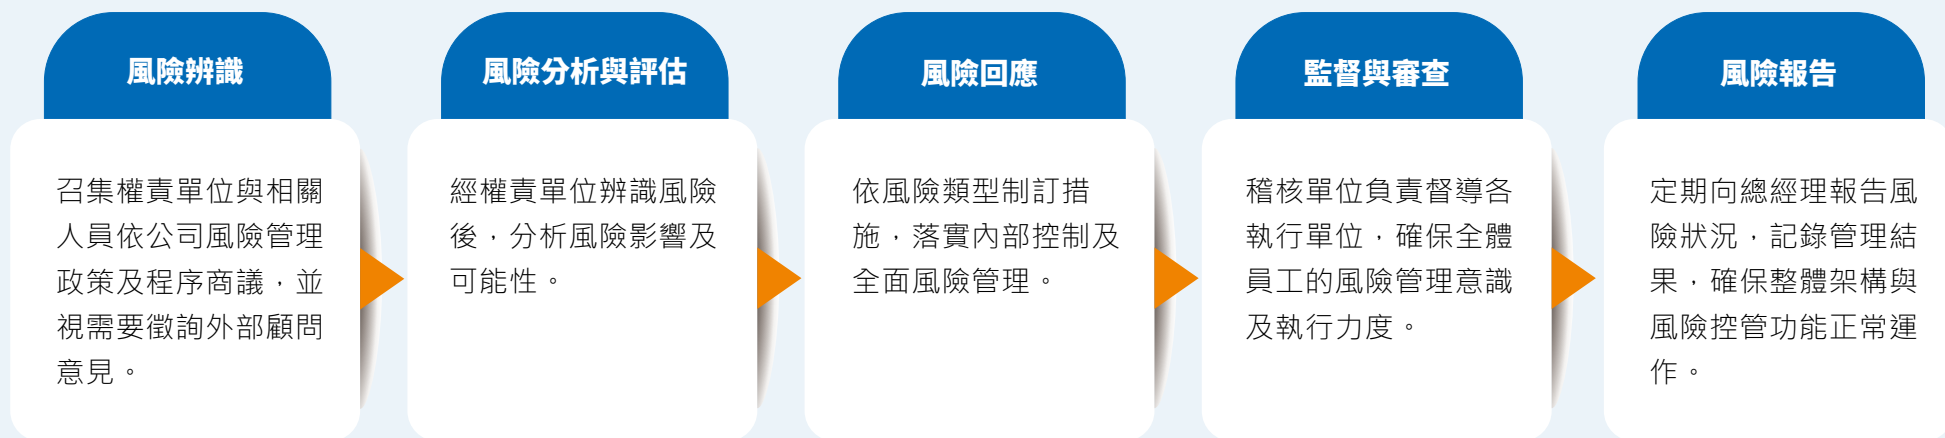 風險辨識
召集權責單位與相關
人員依公司風險管理
政策及程序商議，並
視需要徵詢外部顧問
意見。
風險分析與評估
經權責單位辨識風險
後，分析風險影響及
可能性。
風險回應
依風險類型制訂措
施，落實內部控制及
全面風險管理。
監督與審查
稽核單位負責督導各
執行單位，確保全體
員工的風險管理意識
及執行力度。
風險報告
定期向總經理報告風
險狀況，記錄管理結
果，確保整體架構與
風險控管功能正常運
作。